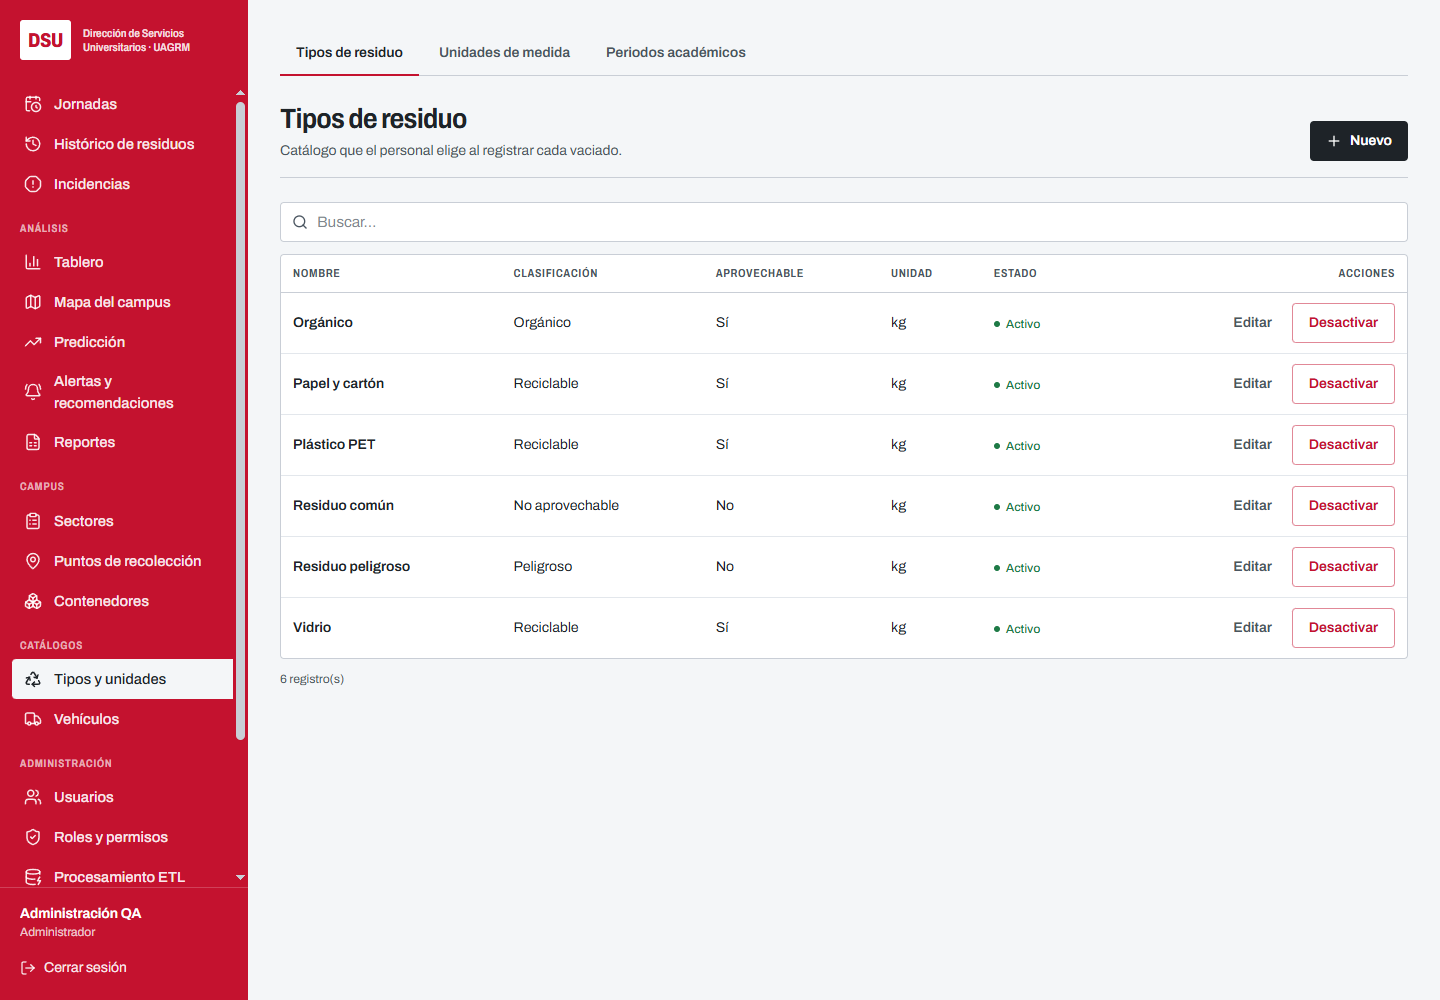 DSU
Dirección de Servicios
Universitarios · UAGRM
Jornadas
Histórico de residuos
Incidencias
ANÁLISIS
Tablero
Mapa del campus
Predicción
Alertas y
recomendaciones
Reportes
CAMPUS
Sectores
Puntos de recolección
Contenedores
CATÁLOGOS
Tipos y unidades
Vehículos
ADMINISTRACIÓN
Usuarios
Roles y permisos
Procesamiento ETL
Administración QA
Administrador
Cerrar sesión
Tipos de residuo Unidades de medida Periodos académicos
Tipos de residuo
Catálogo que el personal elige al registrar cada vaciado.
Nuevo
Buscar...
NOMBRE CLASIFICACIÓN APROVECHABLE UNIDAD ESTADO ACCIONES
Orgánico Orgánico Sí kg Activo Editar Desactivar
Papel y cartón Reciclable Sí kg Activo Editar Desactivar
Plástico PET Reciclable Sí kg Activo Editar Desactivar
Residuo común No aprovechable No kg Activo Editar Desactivar
Residuo peligroso Peligroso No kg Activo Editar Desactivar
Vidrio Reciclable Sí kg Activo Editar Desactivar
6 registro(s)